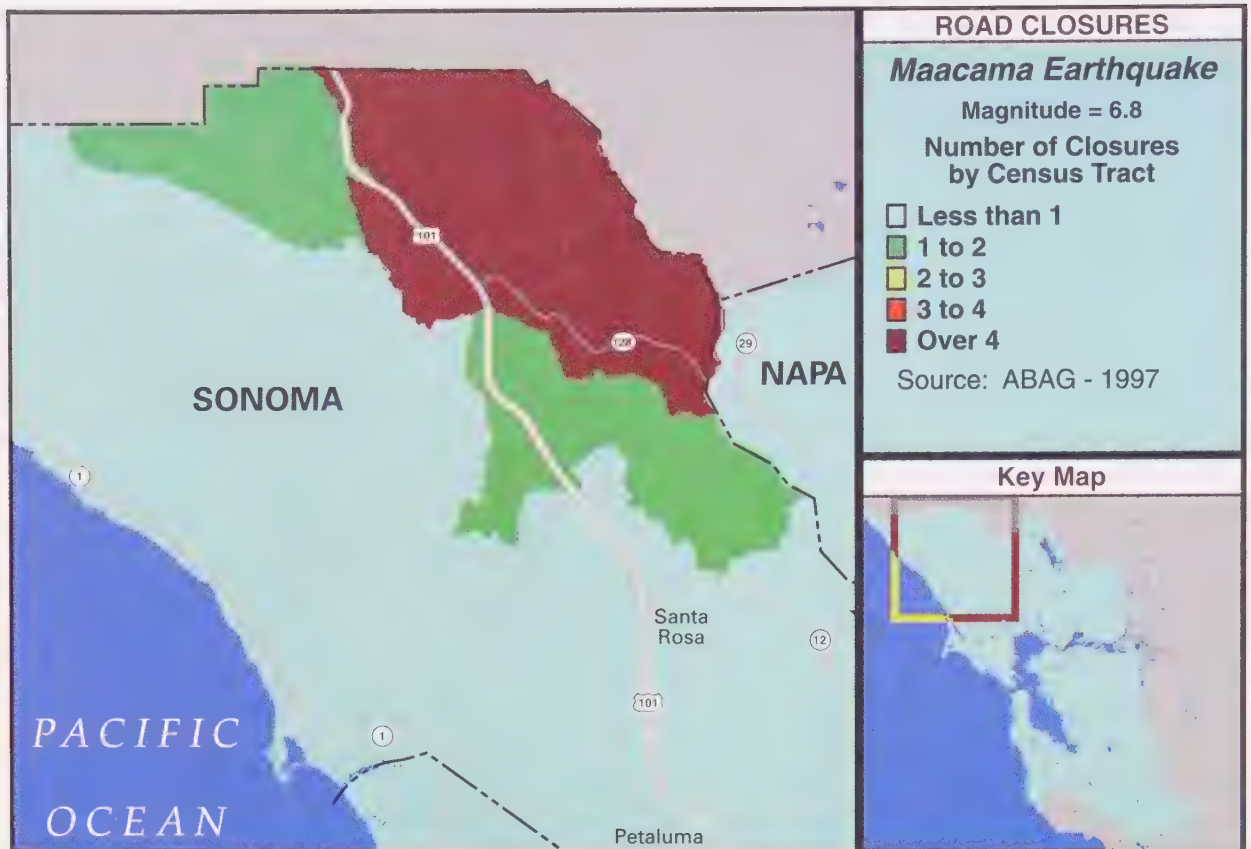 ROAD CLOSURES
Maacama Earthquake
Magnitude = 6.8
Number of Closures
by Census Tract
Less than 1
1 to 2
2 to 3
3 to 4
Over 4
Source: ABAG - 1997
Key Map
101
128
29
NAPA
SONOMA
1
Santa
Rosa
12
101
1
PACIFIC
OCEAN
Petaluma